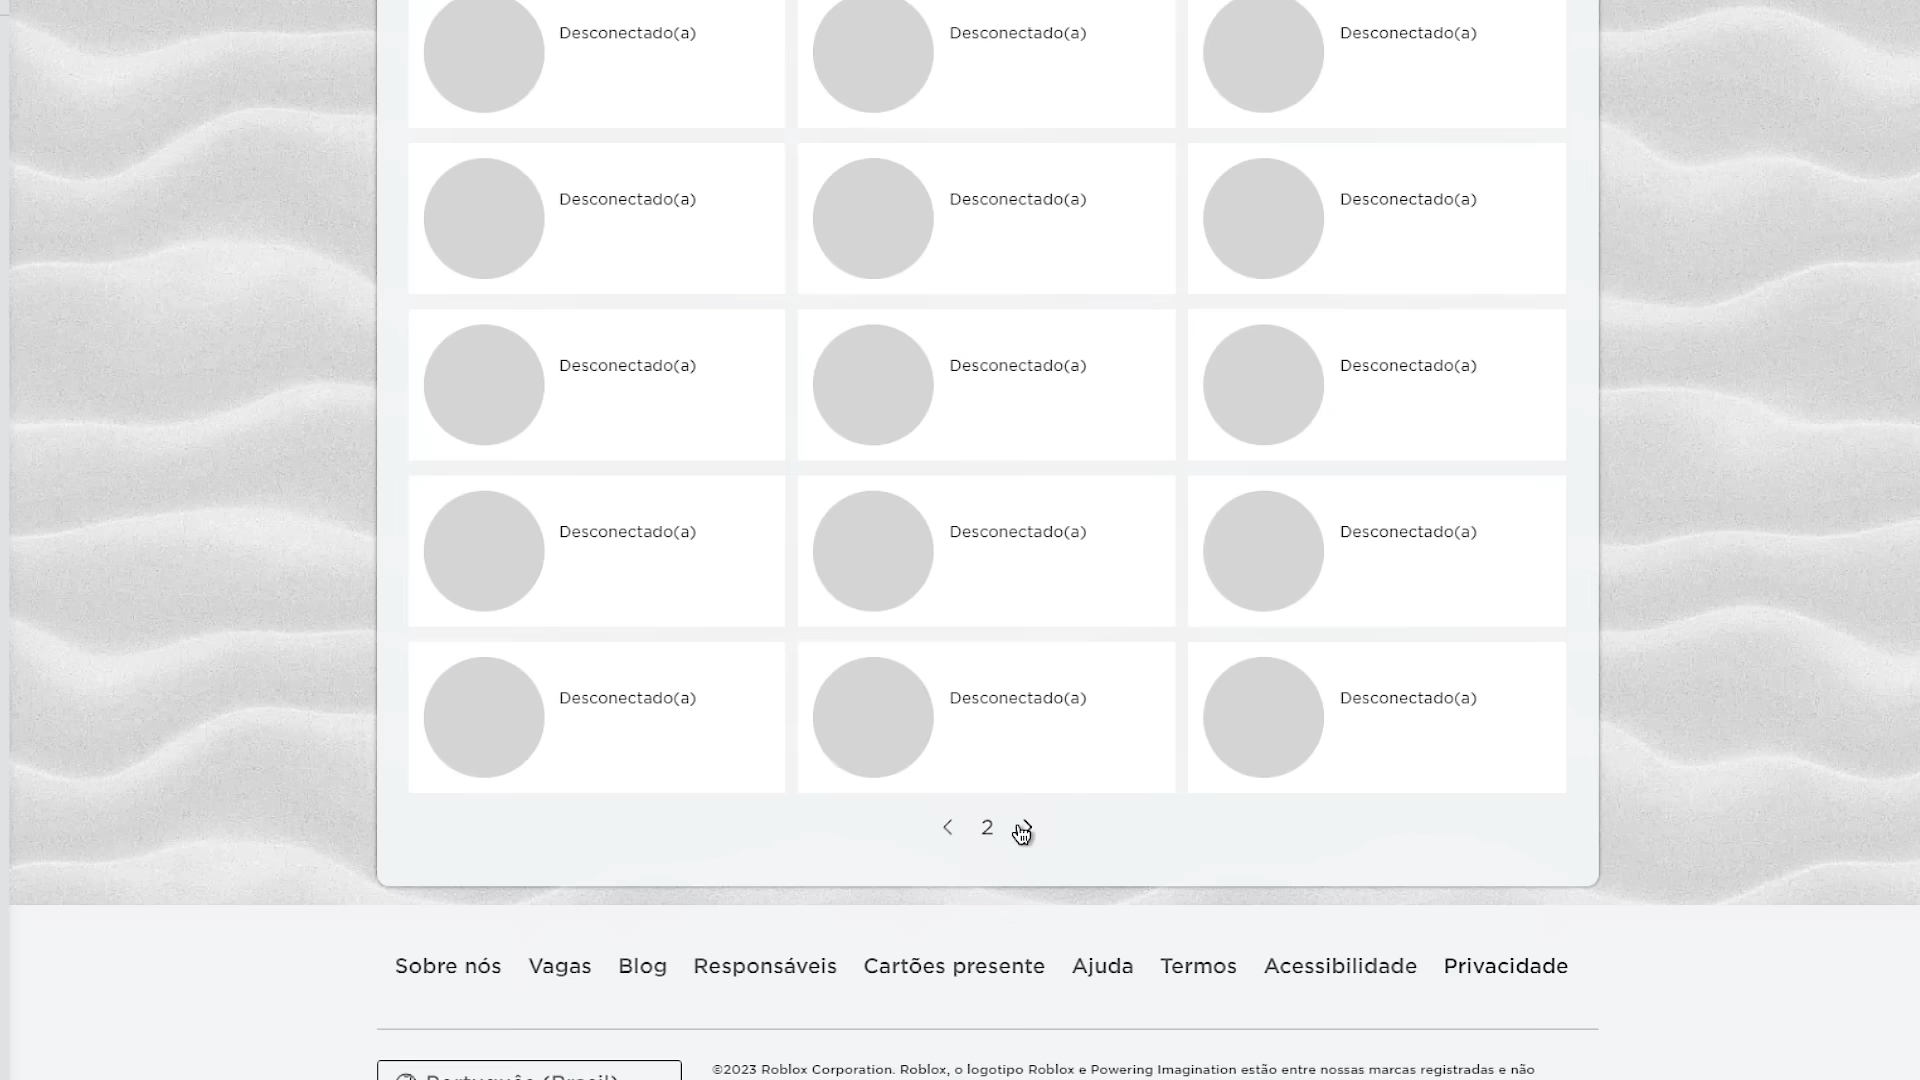 Desconectado(a) Desconectado(a) Desconectado(a)
Desconectado(a) Desconectado(a) Desconectado(a)
Desconectado(a) Desconectado(a) Desconectado(a)
Desconectado(a) Desconectado(a) Desconectado(a)
Desconectado(a) Desconectado(a) Desconectado(a)
2
Sobre nós Vagas Blog Responsáveis Cartões presente Ajuda Termos Acessibilidade Privacidade
Português (Brasil)
©2023 Roblox Corporation. Roblox, o logotipo Roblox e Powering Imagination estão entre nossas marcas registradas e não